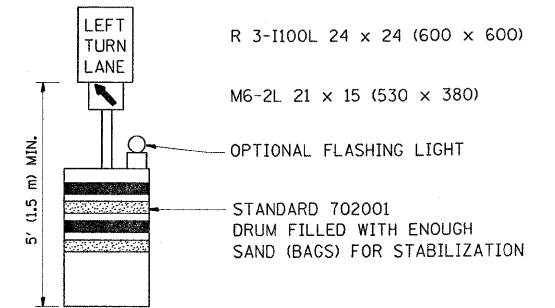 LEFT
TURN
LANE
R 3-I100L 24 x 24 (600 x 600)
M6-2L 21 x 15 (530 x 380)
5' (1.5 m) MIN.
OPTIONAL FLASHING LIGHT
STANDARD 702001
DRUM FILLED WITH ENOUGH
SAND (BAGS) FOR STABILIZATION